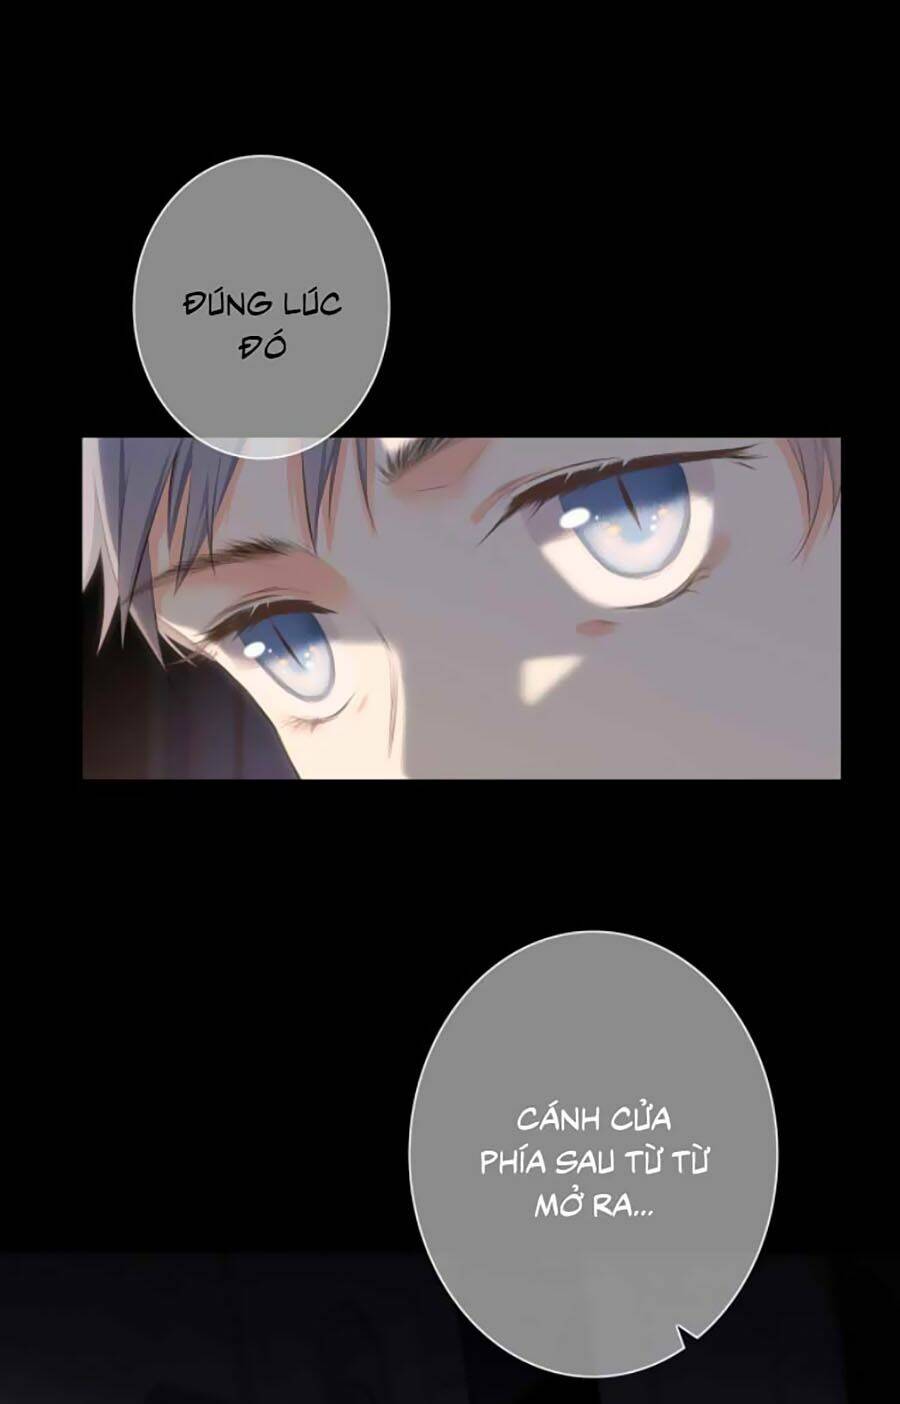 ĐÚNG LÚC
ĐÓ
CÁNH CỬA
PHÍA SAU TỪ TỪ
MỞ RA...